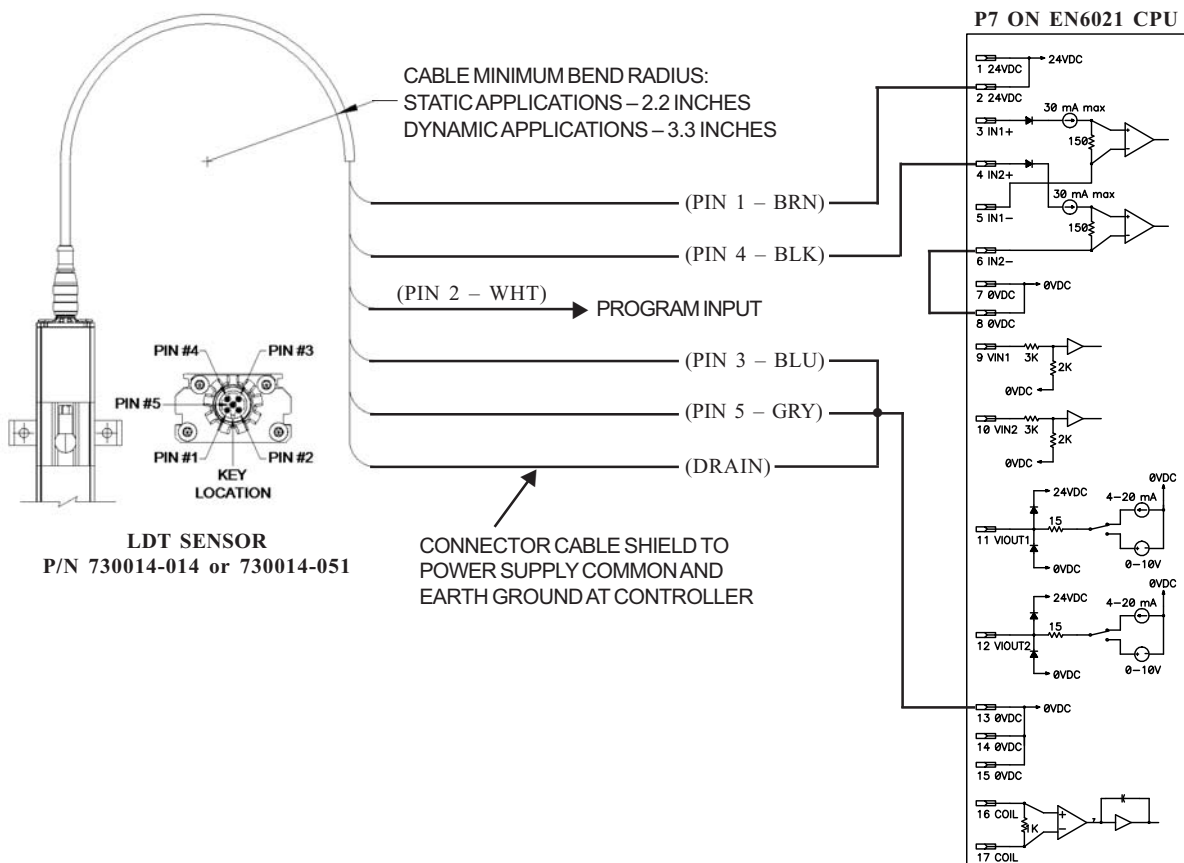 P7 ON EN6021 CPU
CABLE MINIMUM BEND RADIUS:
STATIC APPLICATIONS – 2.2 INCHES
DYNAMIC APPLICATIONS – 3.3 INCHES
(PIN 1 – BRN)
(PIN 4 – BLK)
(PIN 2 – WHT)
PROGRAM INPUT
(PIN 3 – BLU)
(PIN 5 – GRY)
(DRAIN)
PIN #4
PIN #3
PIN #5
PIN #1
PIN #2
KEY
LOCATION
LDT SENSOR
P/N 730014-014 or 730014-051
CONNECTOR CABLE SHIELD TO
POWER SUPPLY COMMON AND
EARTH GROUND AT CONTROLLER
1 24VDC
24VDC
2 24VDC
30 mA max
3 IN1+
150
+
–
4 IN2+
30 mA max
5 IN1–
150
+
–
6 IN2–
7 0VDC
0VDC
8 0VDC
9 VIN1
3K
2K
0VDC
10 VIN2
3K
2K
0VDC
24VDC
0VDC
4–20 mA
15
11 VIOUT1
0VDC
0–10V
24VDC
0VDC
4–20 mA
15
12 VIOUT2
0VDC
0–10V
13 0VDC
0VDC
14 0VDC
15 0VDC
16 COIL
1K
+
–
17 COIL